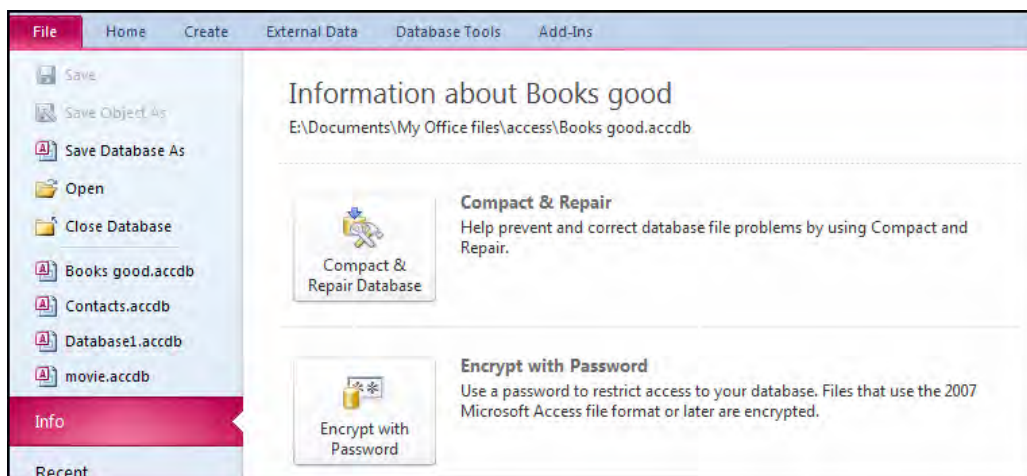 File Home Create External Data Database Tools Add-Ins
Save
Save Object As
Save Database As
Open
Close Database
Books good.accdb
Contacts.accdb
Database1.accdb
movie.accdb
Info
Recent
Information about Books good
E:\Documents\My Office files\access\Books good.accdb
Compact &
Repair Database
Compact & Repair
Help prevent and correct database file problems by using Compact and
Repair.
Encrypt with
Password
Encrypt with Password
Use a password to restrict access to your database. Files that use the 2007
Microsoft Access file format or later are encrypted.